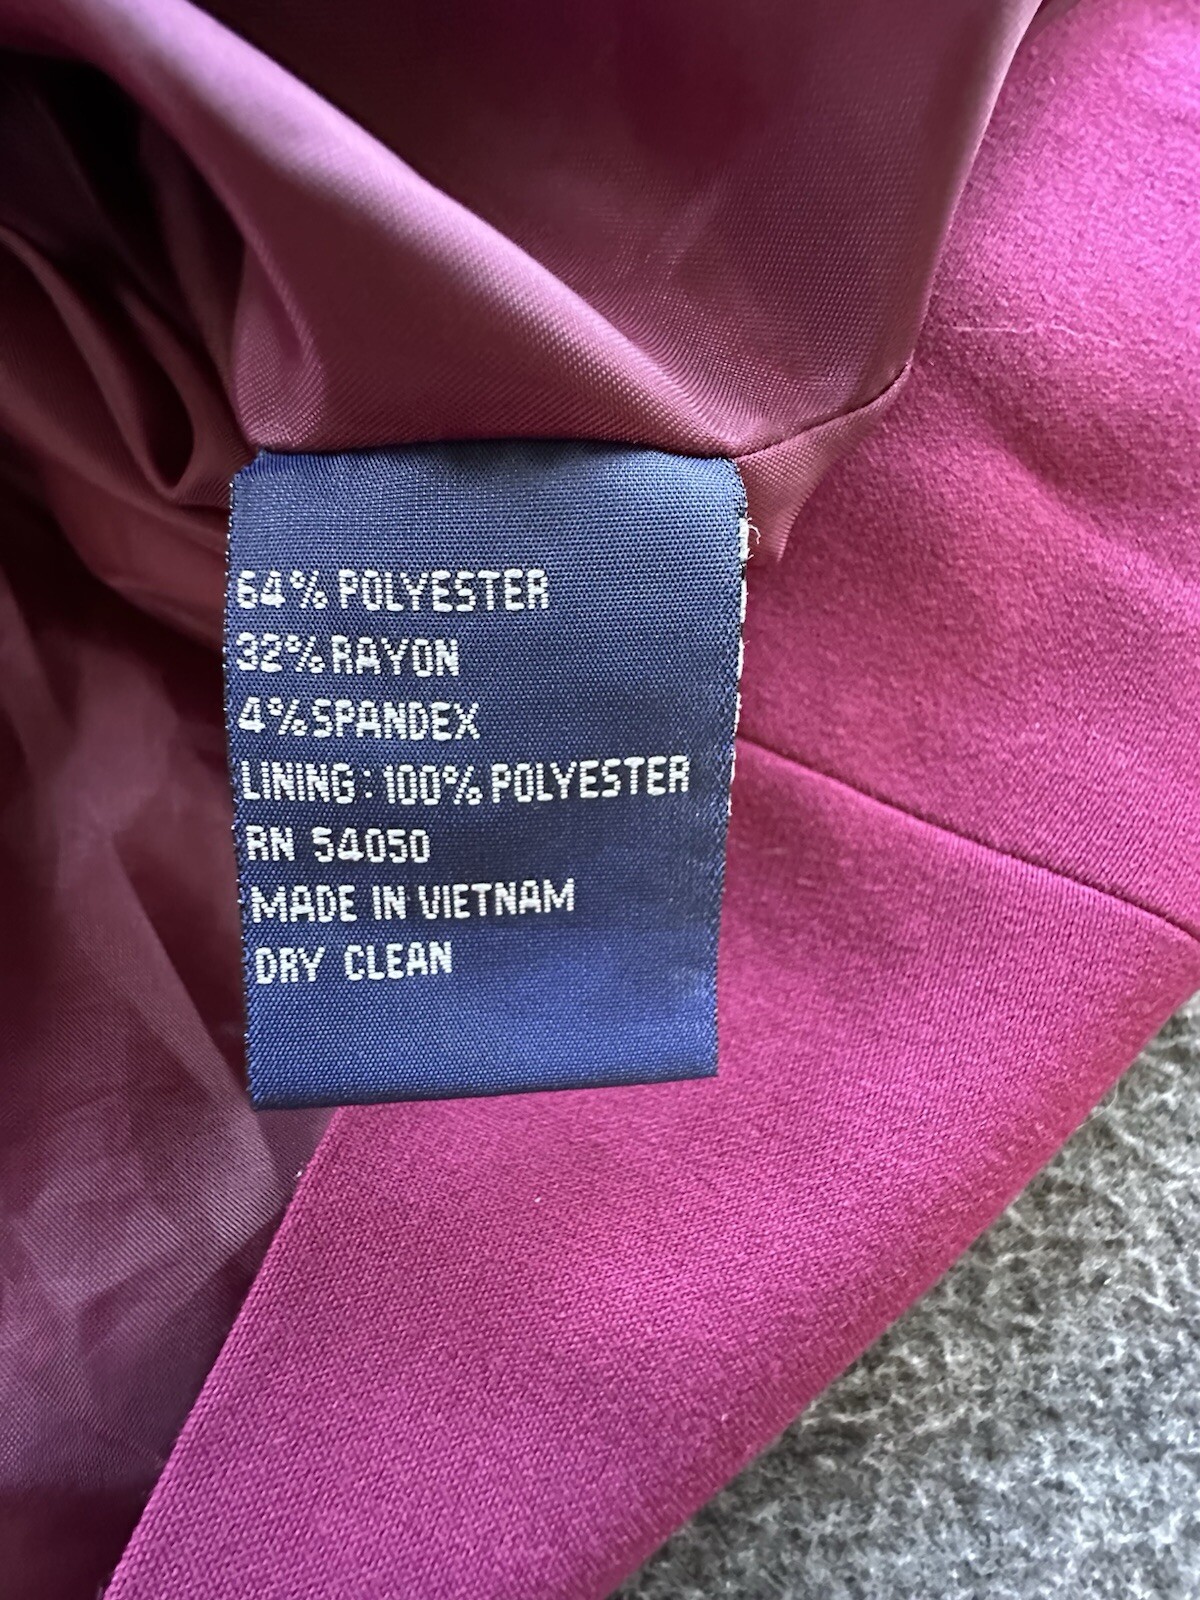 64% POLYESTER
32% RAYON
4% SPANDEX
LINING: 100% POLYESTER
RN 54050
MADE IN VIETNAM
DRY CLEAN